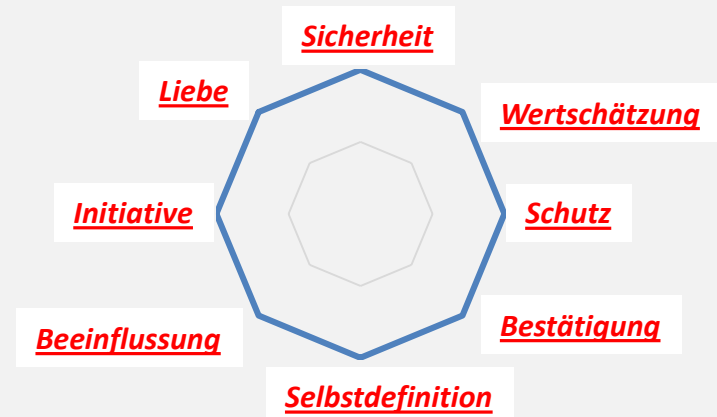 Sicherheit
Liebe
Wertschätzung
Initiative
Schutz
Beeinflussung
Bestätigung
Selbstdefinition